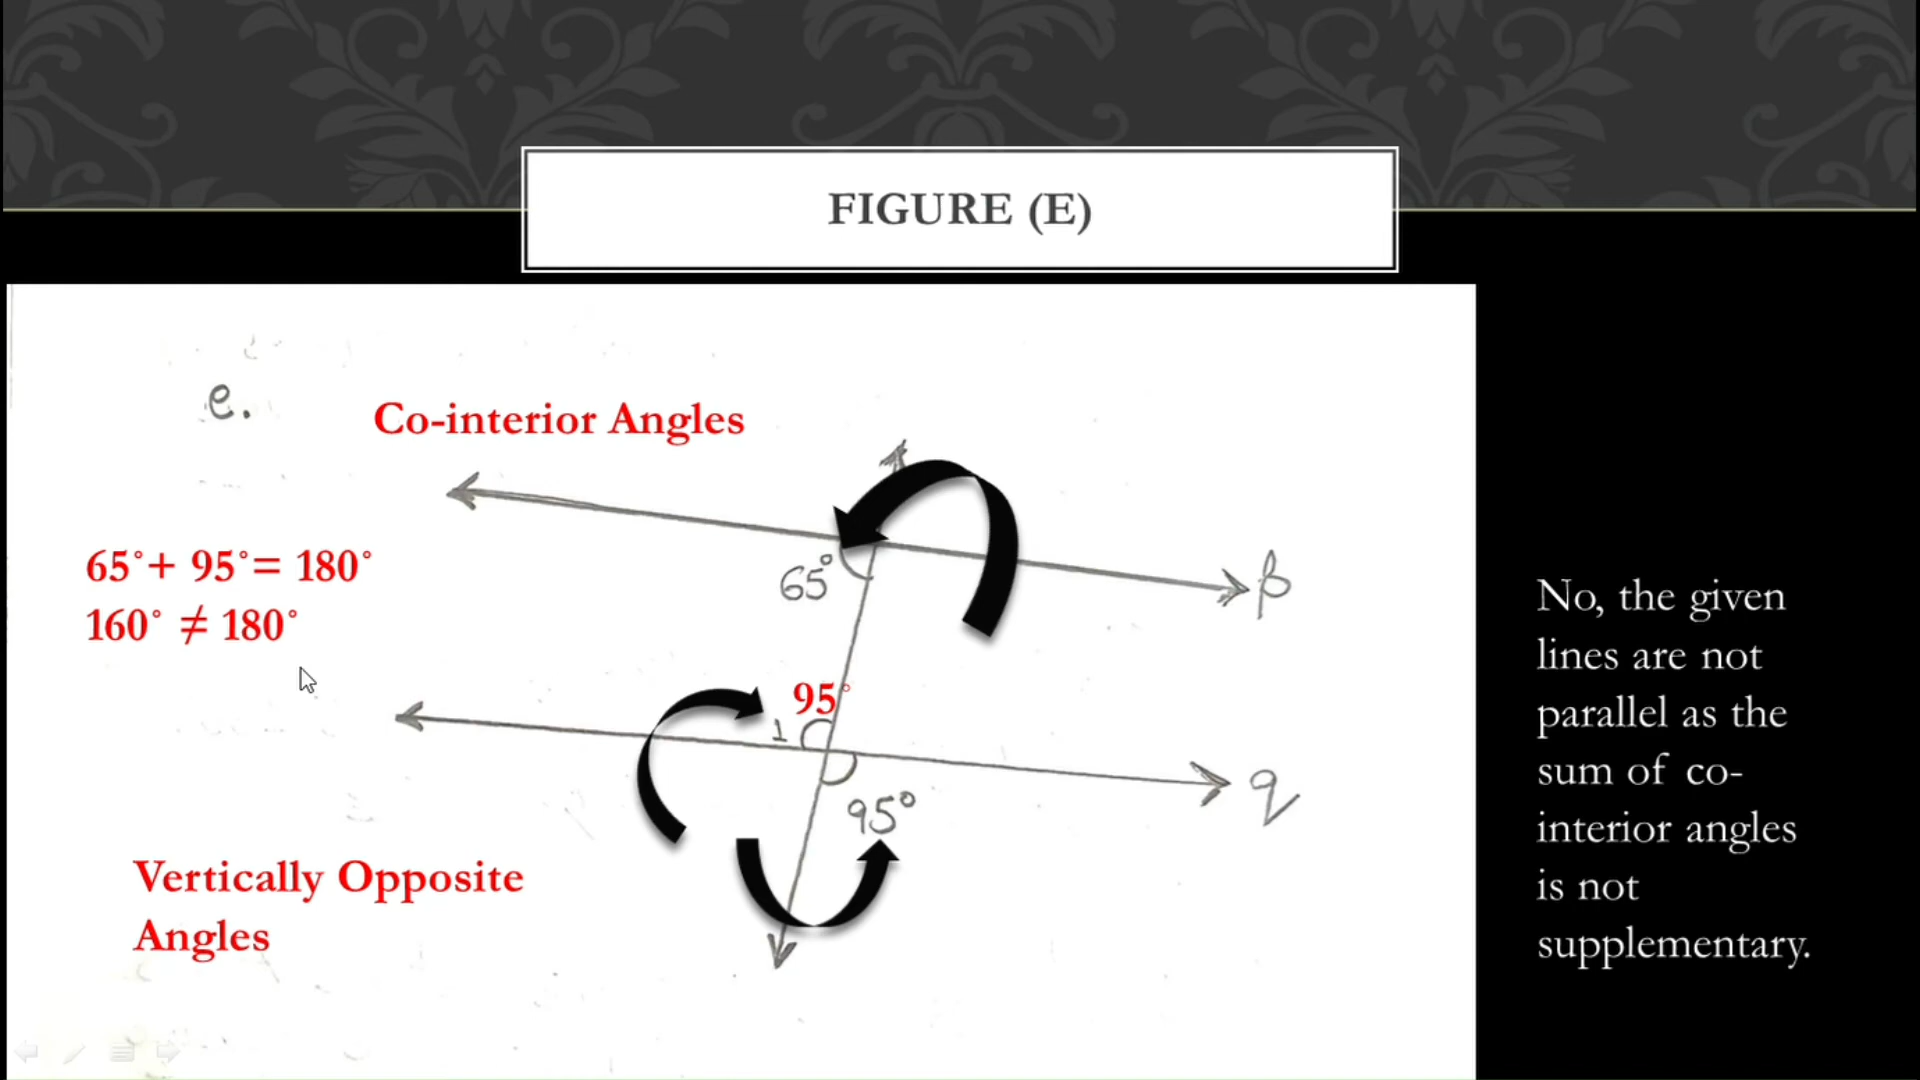 FIGURE (E)
e.
Co-interior Angles
65°+ 95°= 180°
160° ≠ 180°
65°
p
95°
1
q
95°
Vertically Opposite
Angles
No, the given
lines are not
parallel as the
sum of co-
interior angles
is not
supplementary.